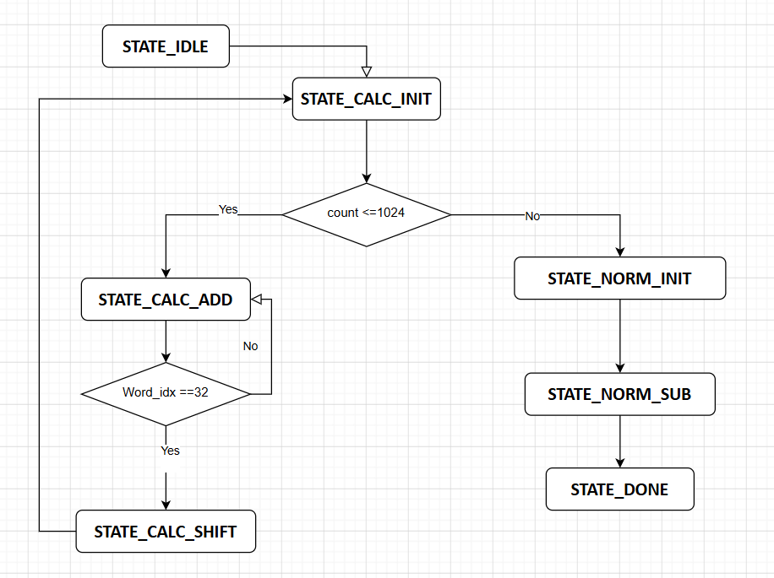 STATE_IDLE
STATE_CALC_INIT
count <=1024
Yes
No
STATE_CALC_ADD
STATE_NORM_INIT
No
Word_idx ==32
STATE_NORM_SUB
Yes
STATE_DONE
STATE_CALC_SHIFT